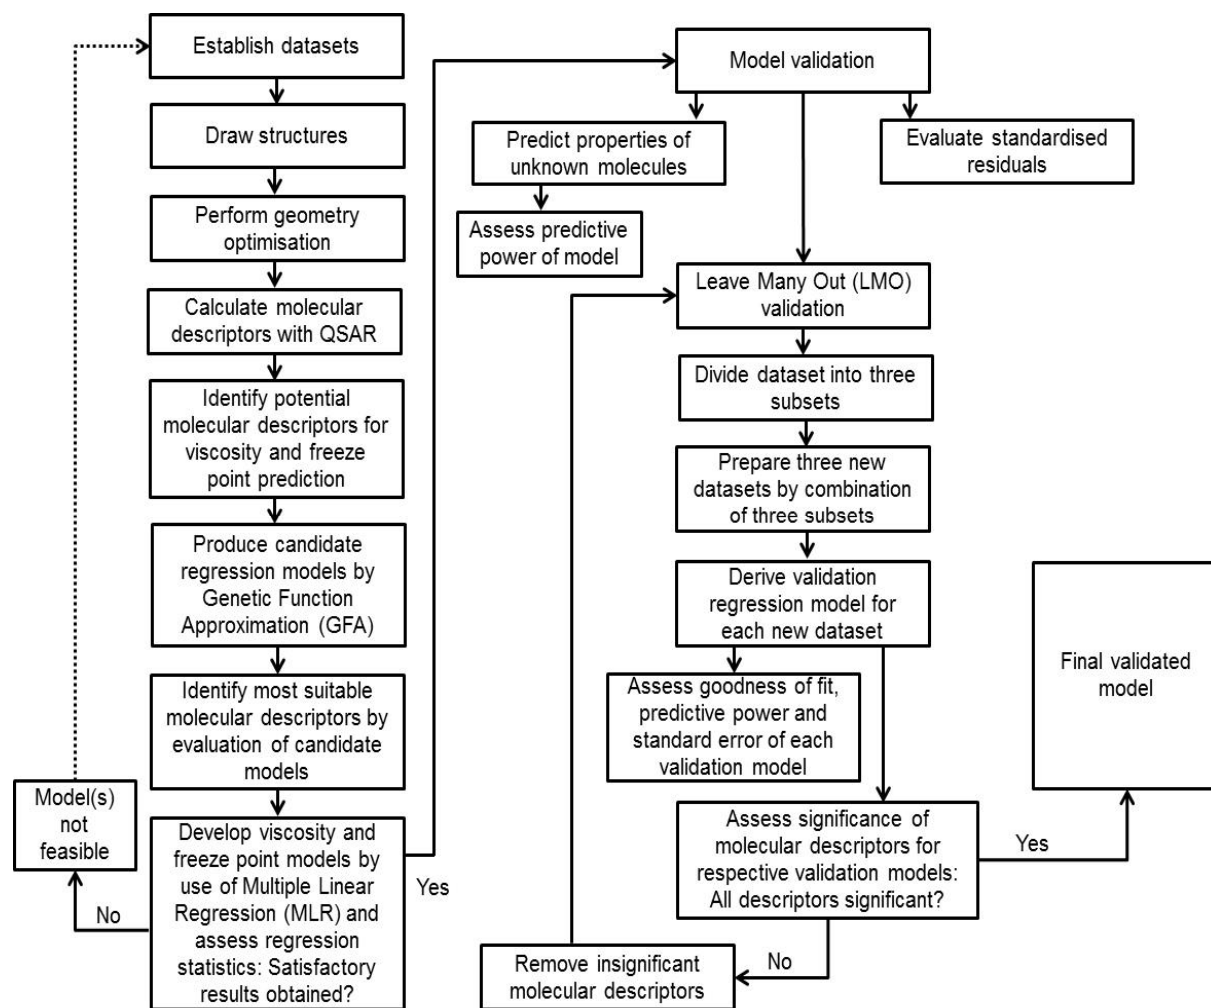 Establish datasets
Draw structures
Perform geometry
optimisation
Calculate molecular
descriptors with QSAR
Identify potential
molecular descriptors for
viscosity and freeze
point prediction
Produce candidate
regression models by
Genetic Function
Approximation (GFA)
Identify most suitable
molecular descriptors by
evaluation of candidate
models
Model(s)
not
feasible
No
Develop viscosity and
freeze point models by
use of Multiple Linear
Regression (MLR) and
assess regression
statistics: Satisfactory
results obtained?
Yes
Model validation
Predict properties of
unknown molecules
Assess predictive
power of model
Evaluate standardised
residuals
Leave Many Out (LMO)
validation
Divide dataset into three
subsets
Prepare three new
datasets by combination
of three subsets
Derive validation
regression model for
each new dataset
Assess goodness of fit,
predictive power and
standard error of each
validation model
Assess significance of
molecular descriptors for
respective validation models:
All descriptors significant?
Yes
Final validated
model
No
Remove insignificant
molecular descriptors